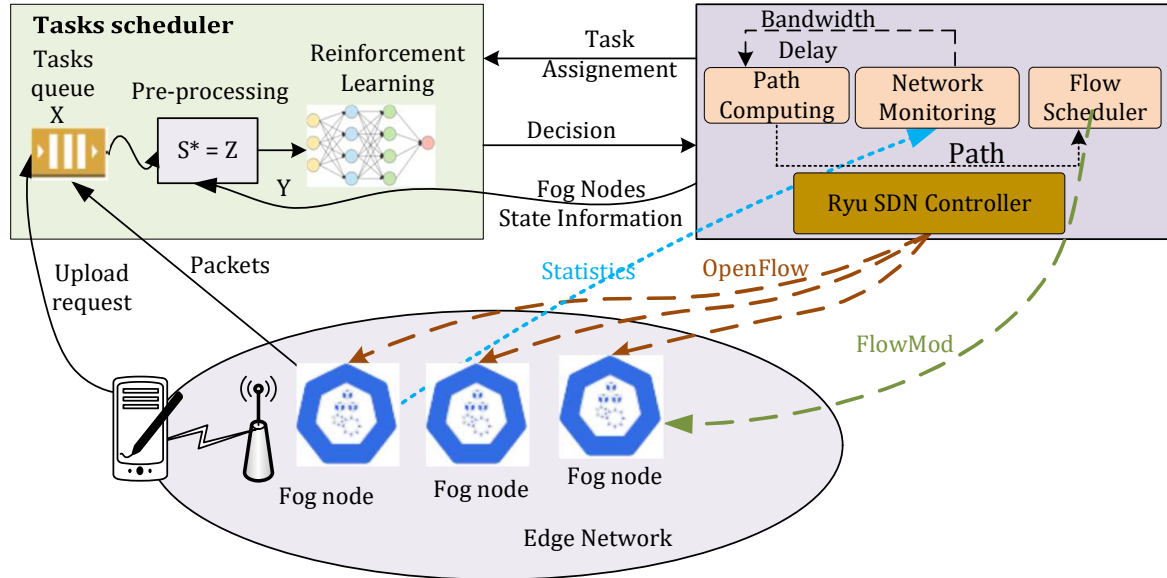 Tasks scheduler
Tasks
queue
X
Pre-processing
S* = Z
Reinforcement
Learning
Y
Task
Assignement
Decision
Fog Nodes
State Information
Bandwidth
Delay
Path
Computing
Network
Monitoring
Flow
Scheduler
Path
Ryu SDN Controller
Upload
request
Packets
Statistics
OpenFlow
FlowMod
Fog node
Fog node
Fog node
Edge Network